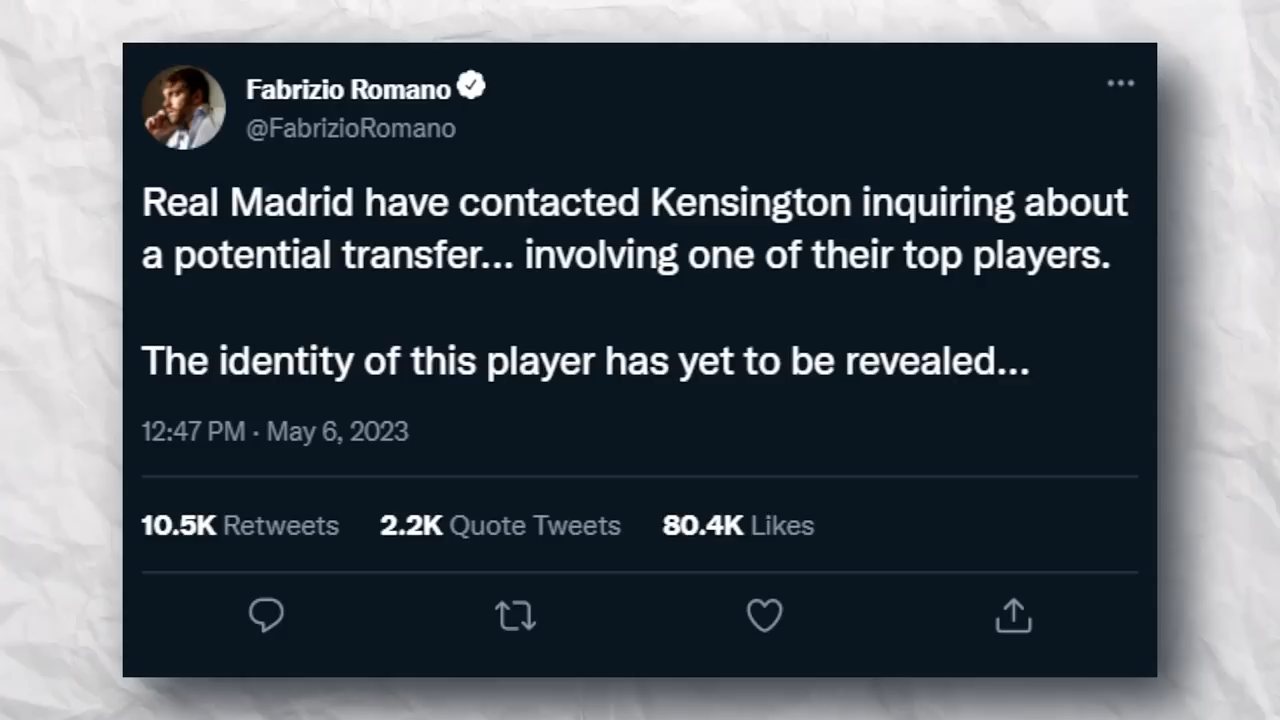 Fabrizio Romano
@FabrizioRomano
Real Madrid have contacted Kensington inquiring about
a potential transfer... involving one of their top players.
The identity of this player has yet to be revealed...
12:47 PM · May 6, 2023
10.5K Retweets 2.2K Quote Tweets 80.4K Likes